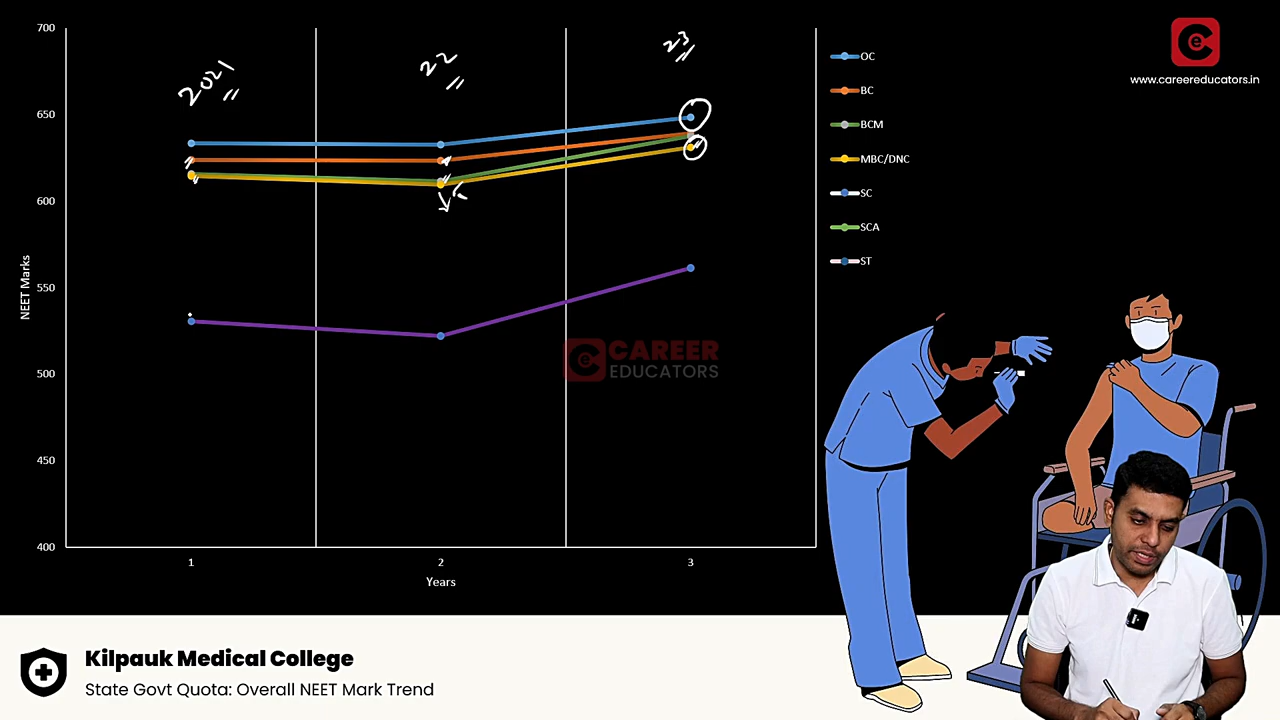 700
650
600
550
500
450
400
NEET Marks
1
2
3
Years
2021
22
23
OC
BC
BCM
MBC/DNC
SC
SCA
ST
e
www.careereducators.in
e
CAREER
EDUCATORS
Kilpauk Medical College
State Govt Quota: Overall NEET Mark Trend